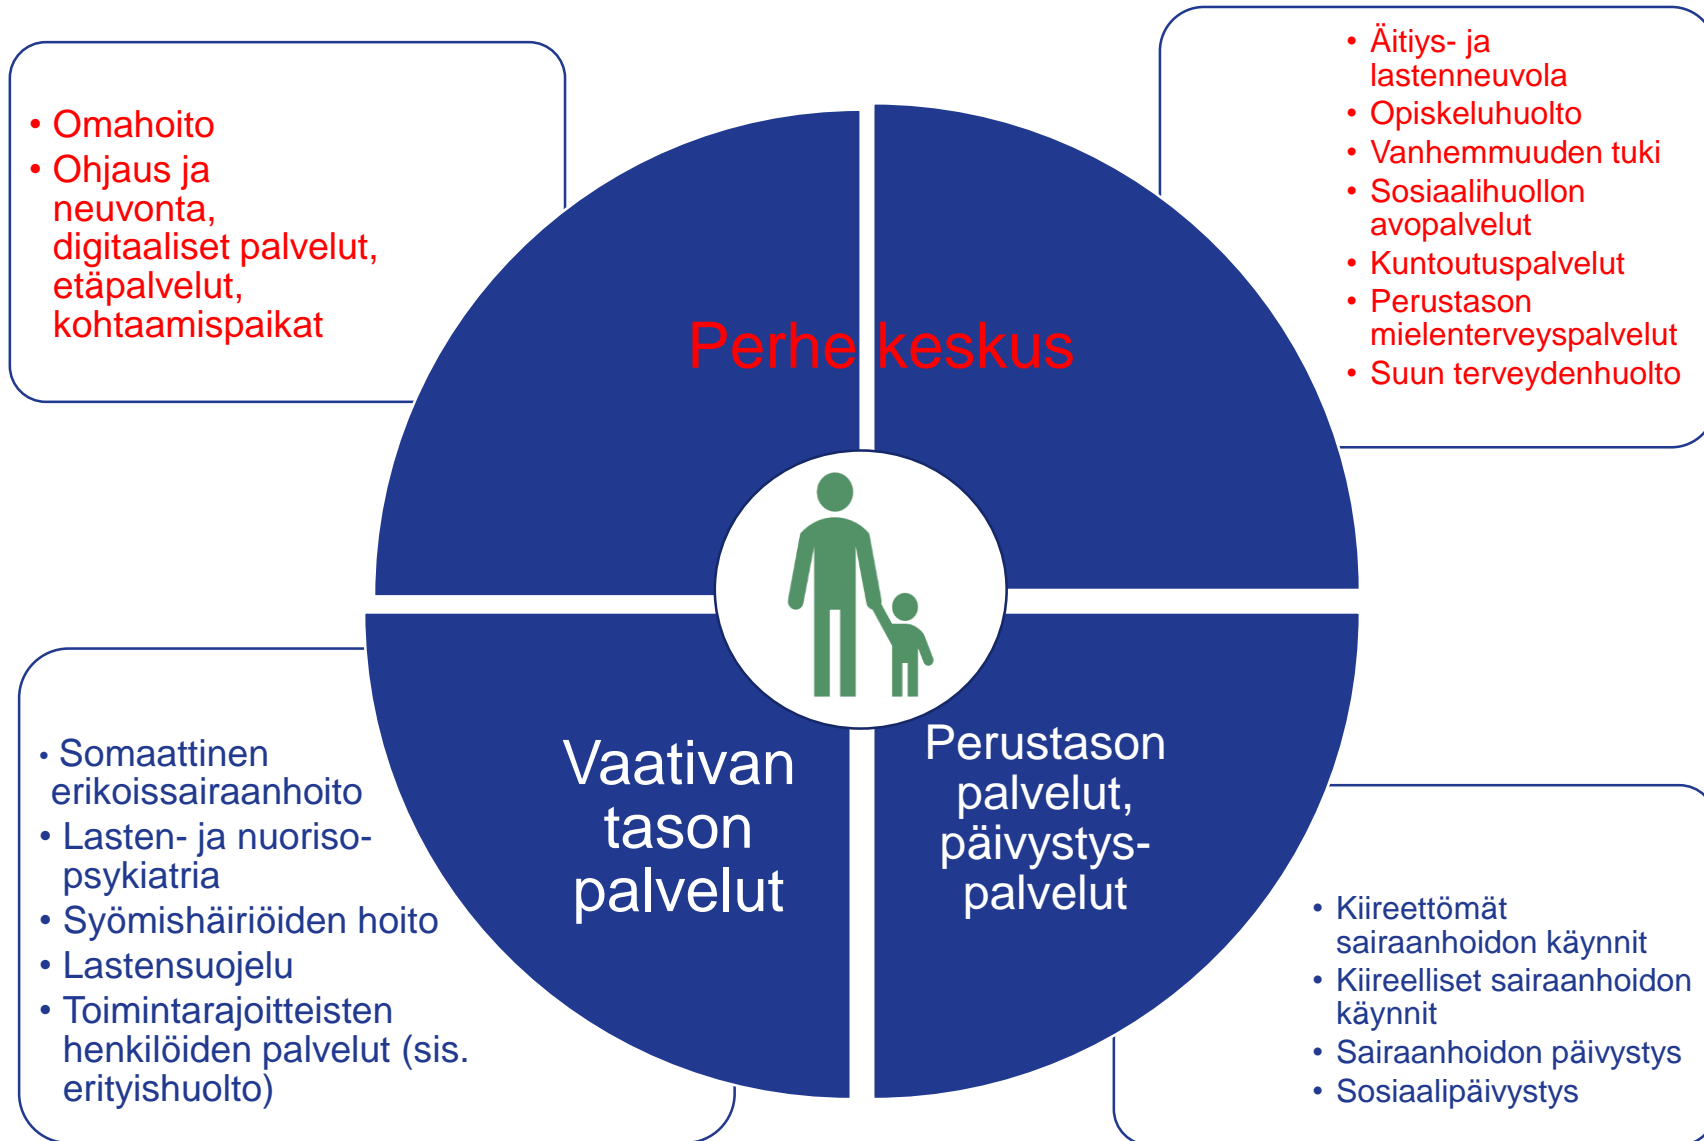 • Omahoito
• Ohjaus ja
neuvonta,
digitaaliset palvelut,
etäpalvelut,
kohtaamispaikat
• Äitiys- ja
lastenneuvola
• Opiskeluhuolto
• Vanhemmuuden tuki
• Sosiaalihuollon
avopalvelut
• Kuntoutuspalvelut
• Perustason
mielenterveyspalvelut
• Suun terveydenhuolto
Perhekeskus
• Somaattinen
erikoissairaanhoito
• Lasten- ja nuoriso-
psykiatria
• Syömishäiriöiden hoito
• Lastensuojelu
• Toimintarajoitteisten
henkilöiden palvelut (sis.
erityishuolto)
Vaativan
tason
palvelut
Perustason
palvelut,
päivystys-
palvelut
• Kiireettömät
sairaanhoidon käynnit
• Kiireelliset sairaanhoidon
käynnit
• Sairaanhoidon päivystys
• Sosiaalipäivystys